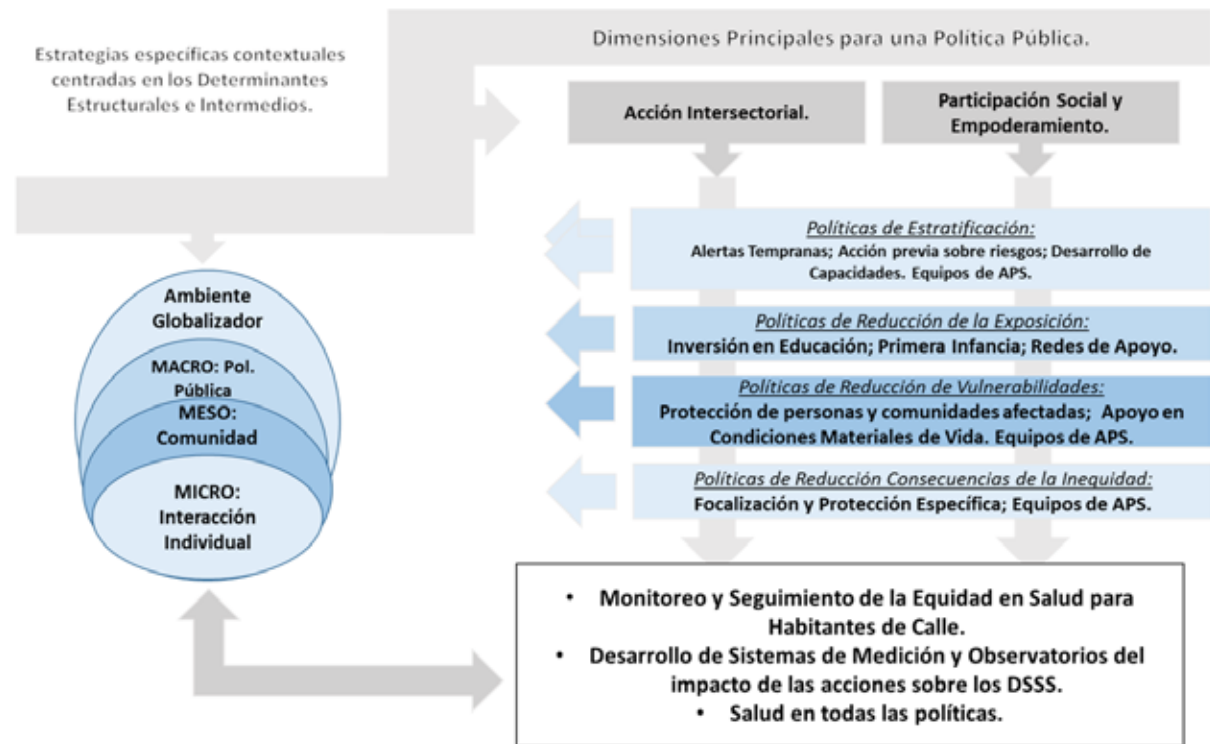 Estrategias específicas contextuales
centradas en los Determinantes
Estructurales e Intermedios.
Dimensiones Principales para una Política Pública.
Acción Intersectorial.
Participación Social y
Empoderamiento.
Políticas de Estratificación:
Alertas Tempranas; Acción previa sobre riesgos; Desarrollo de
Capacidades. Equipos de APS.
Políticas de Reducción de la Exposición:
Inversión en Educación; Primera Infancia; Redes de Apoyo.
Políticas de Reducción de Vulnerabilidades:
Protección de personas y comunidades afectadas; Apoyo en
Condiciones Materiales de Vida. Equipos de APS.
Políticas de Reducción Consecuencias de la Inequidad:
Focalización y Protección Específica; Equipos de APS.
Ambiente
Globalizador
MACRO: Pol.
Pública
MESO:
Comunidad
MICRO:
Interacción
Individual
• Monitoreo y Seguimiento de la Equidad en Salud para
Habitantes de Calle.
• Desarrollo de Sistemas de Medición y Observatorios del
impacto de las acciones sobre los DSSS.
• Salud en todas las políticas.